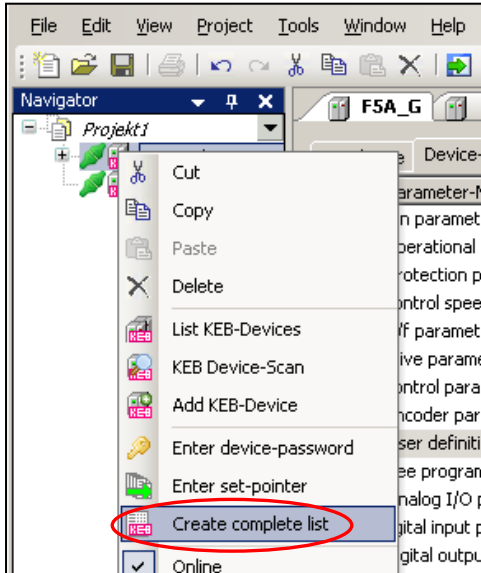 File Edit View Project Tools Window Help
Navigator
F5A_G
Projekt1
Device-
Cut
Copy
Paste
Delete
List KEB-Devices
KEB Device-Scan
Add KEB-Device
Enter device-password
Enter set-pointer
Create complete list
Online
arameter-M
n paramet
perational
rotection p
ontrol spee
/f paramet
ive parame
ontrol para
ncoder par
ser definiti
ee program
nalog I/O p
igital input p
igital outpu